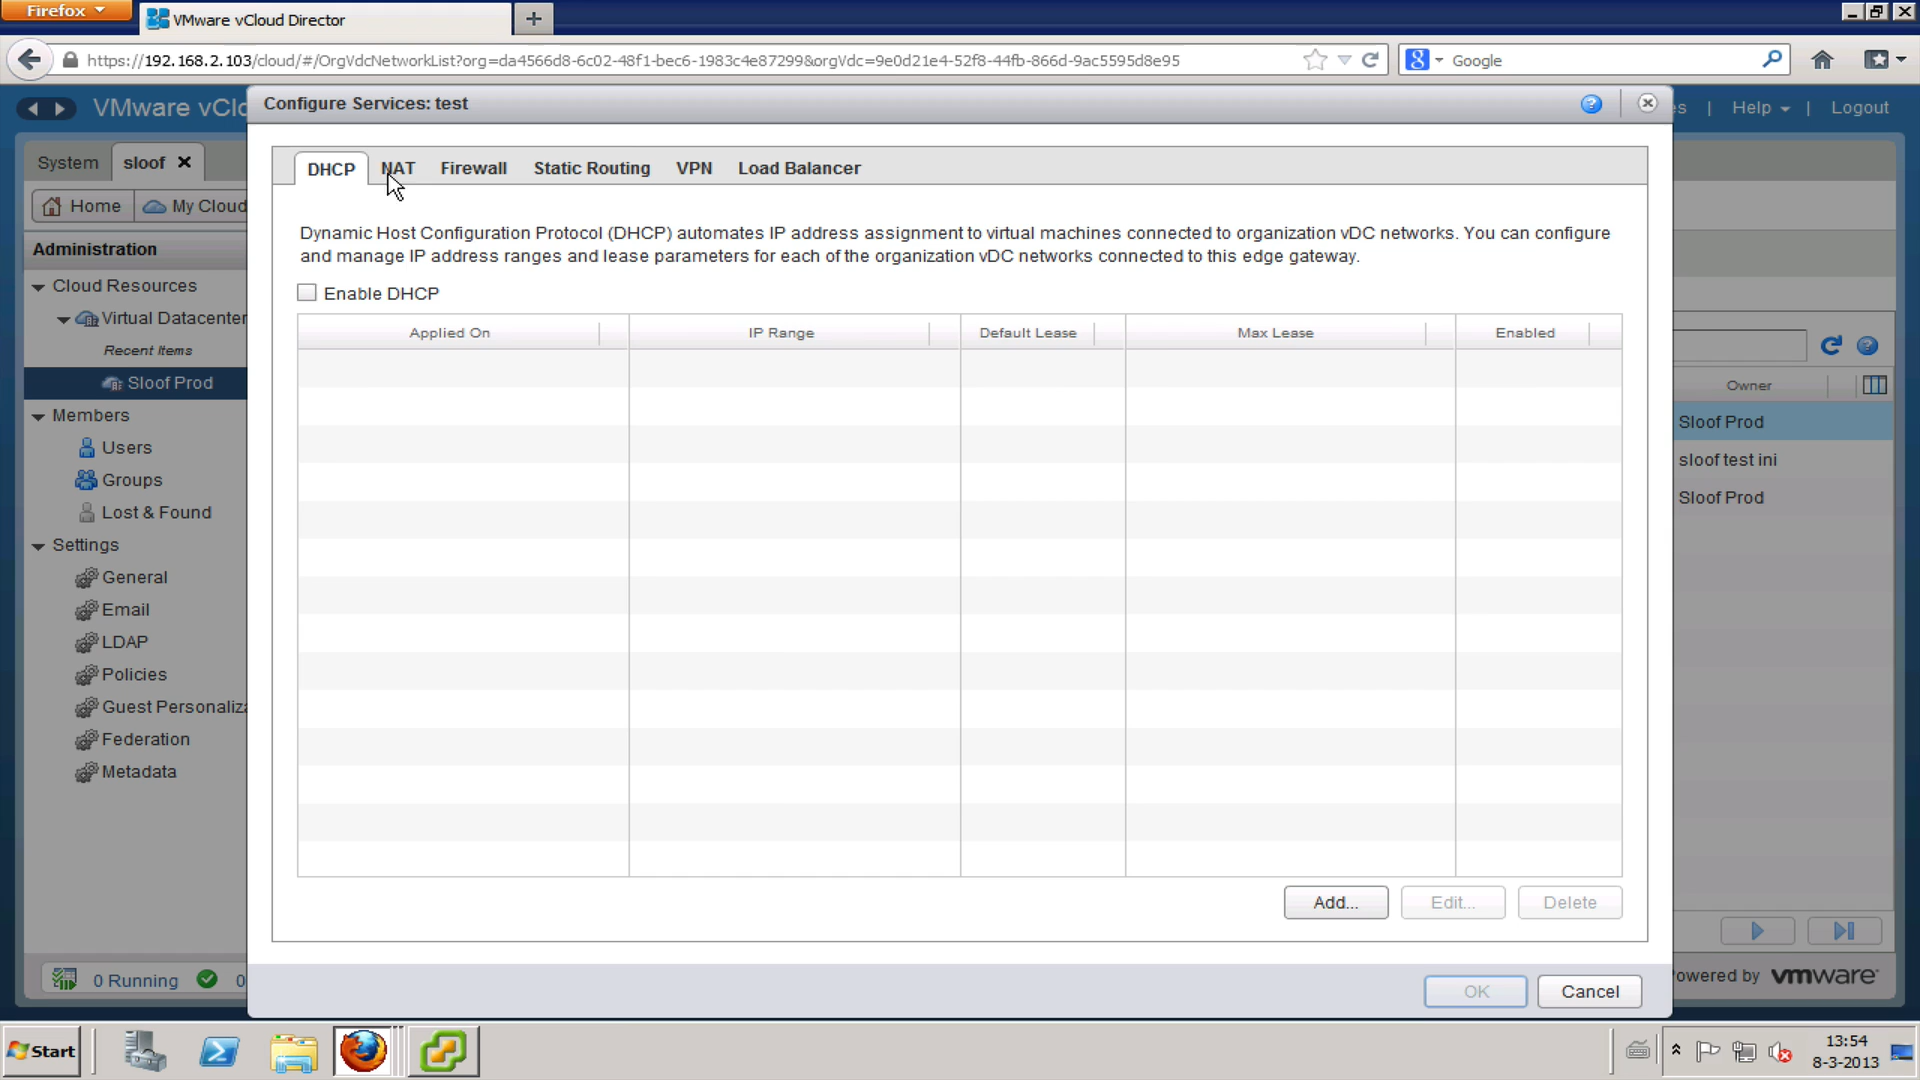 Firefox
VMware vCloud Director
https://192.168.2.103/cloud/#/OrgVdcNetworkList?org=da4566d8-6c02-48f1-bec6-1983c4e87299&orgVdc=9e0d21e4-52f8-44fb-866d-9ac5595d8e95
Google
VMware vClo
Configure Services: test
es | Help | Logout
System
sloof
Home
My Cloud
Administration
Cloud Resources
Virtual Datacenter
Recent Items
Sloof Prod
Members
Users
Groups
Lost & Found
Settings
General
Email
LDAP
Policies
Guest Personaliza
Federation
Metadata
DHCP NAT Firewall Static Routing VPN Load Balancer
Dynamic Host Configuration Protocol (DHCP) automates IP address assignment to virtual machines connected to organization vDC networks. You can configure
and manage IP address ranges and lease parameters for each of the organization vDC networks connected to this edge gateway.
Enable DHCP
Applied On IP Range Default Lease Max Lease Enabled
Add... Edit... Delete
OK Cancel
Owner
Sloof Prod
sloof test ini
Sloof Prod
0 Running 0
owered by vmware
Start
13:54
8-3-2013